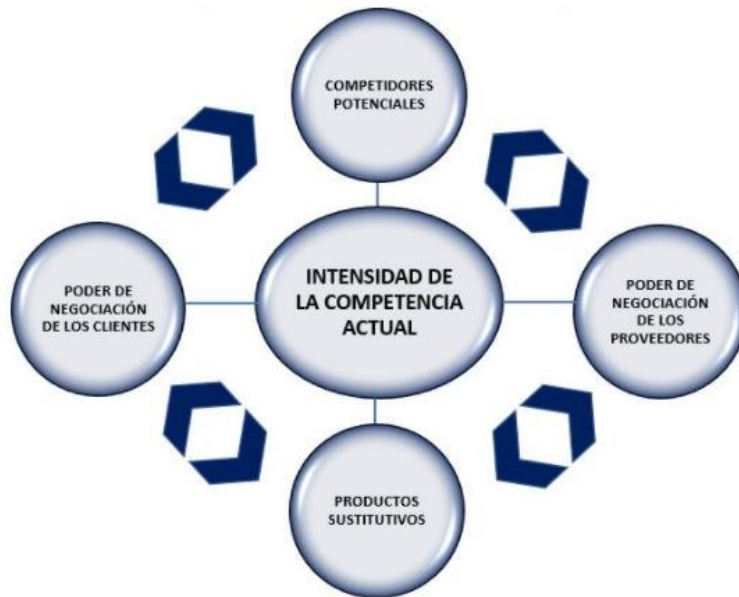 COMPETIDORES
POTENCIALES
PODER DE
NEGOCIACIÓN
DE LOS CLIENTES
INTENSIDAD DE
LA COMPETENCIA
ACTUAL
PODER DE
NEGOCIACIÓN
DE LOS
PROVEEDORES
PRODUCTOS
SUSTITUTIVOS